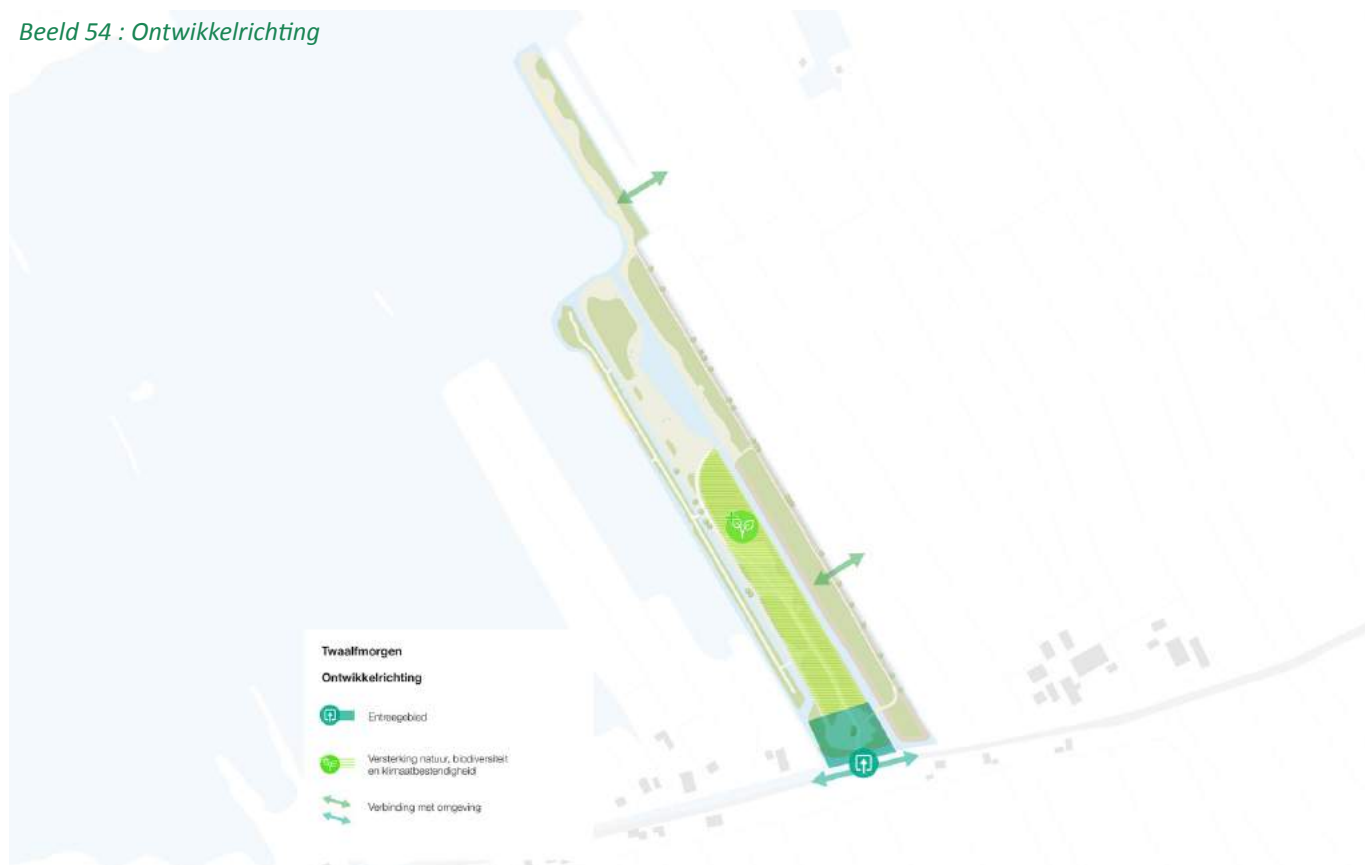 Beeld 54 : Ontwikkelrichting
Twaalfmorgen
Ontwikkelrichting
Entreegebied
Versterking natuur, biodiversiteit
en klimaatbestendigheid
Verbinding met omgeving